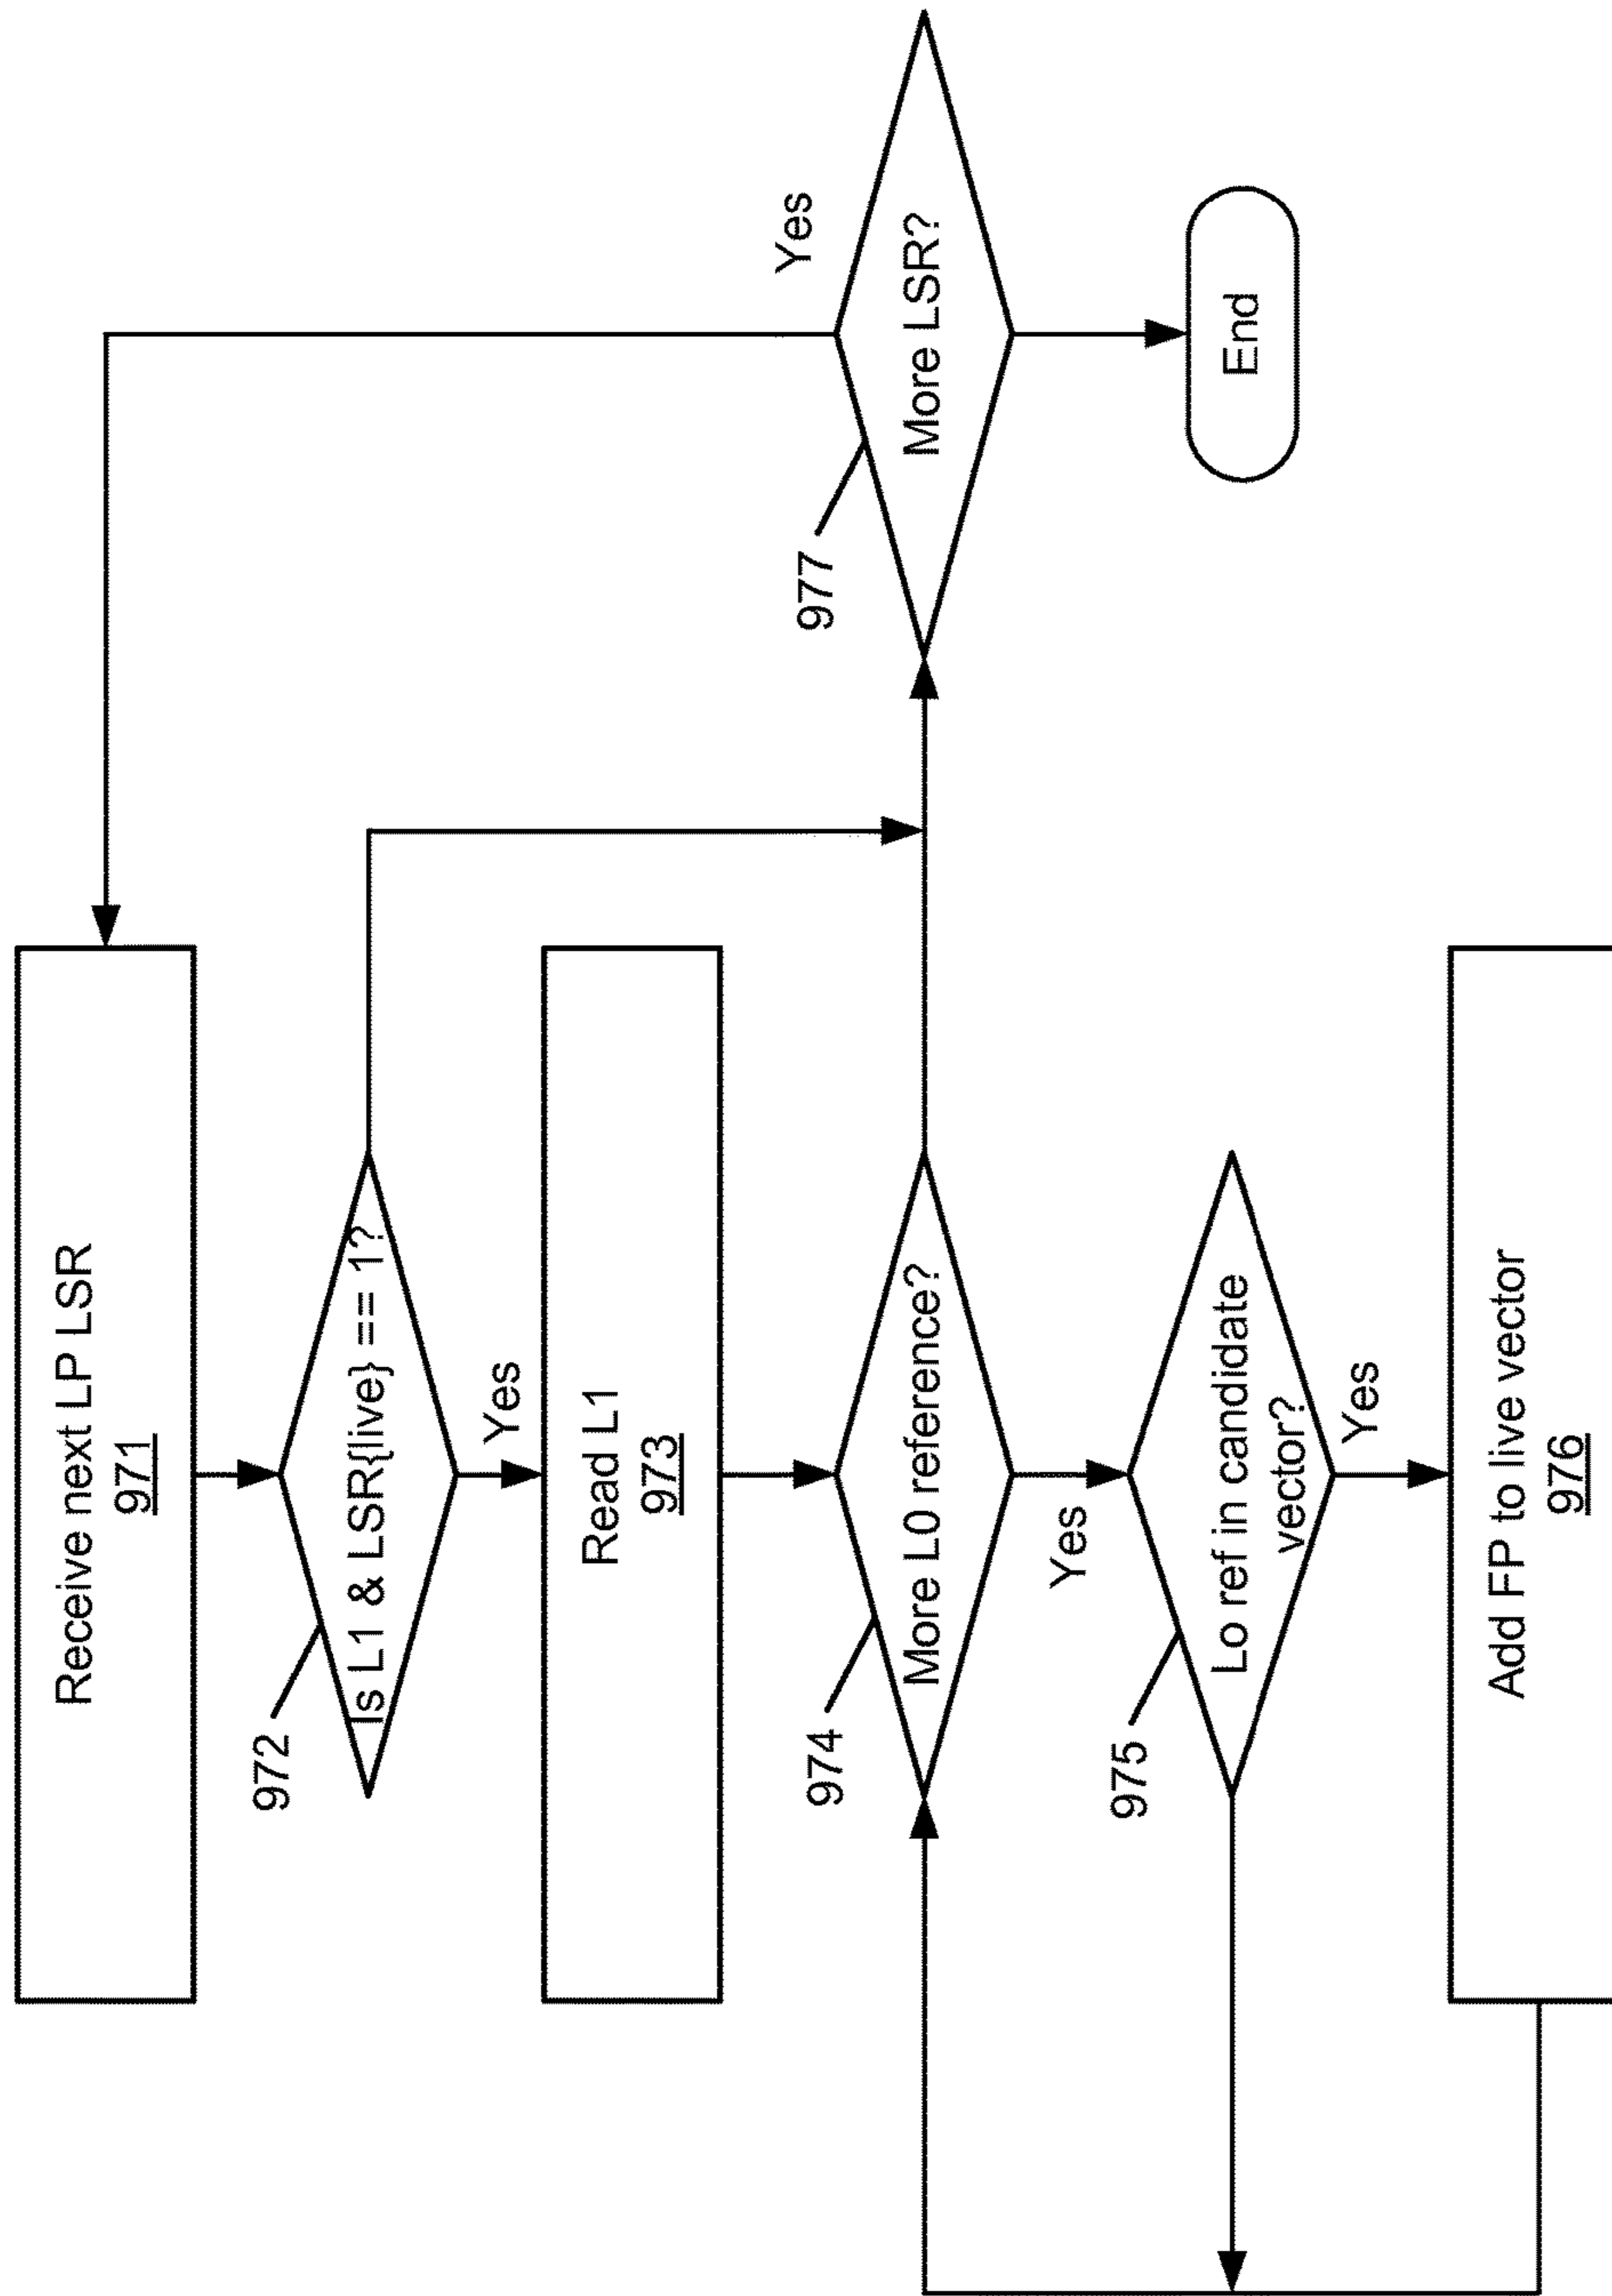 Receive next LP LSR
971
972
Is L1 & LSR{live} == 1?
Yes
Read L1
973
974
More L0 reference?
Yes
975
Lo ref in candidate
vector?
Yes
Add FP to live vector
976
977
More LSR?
Yes
End